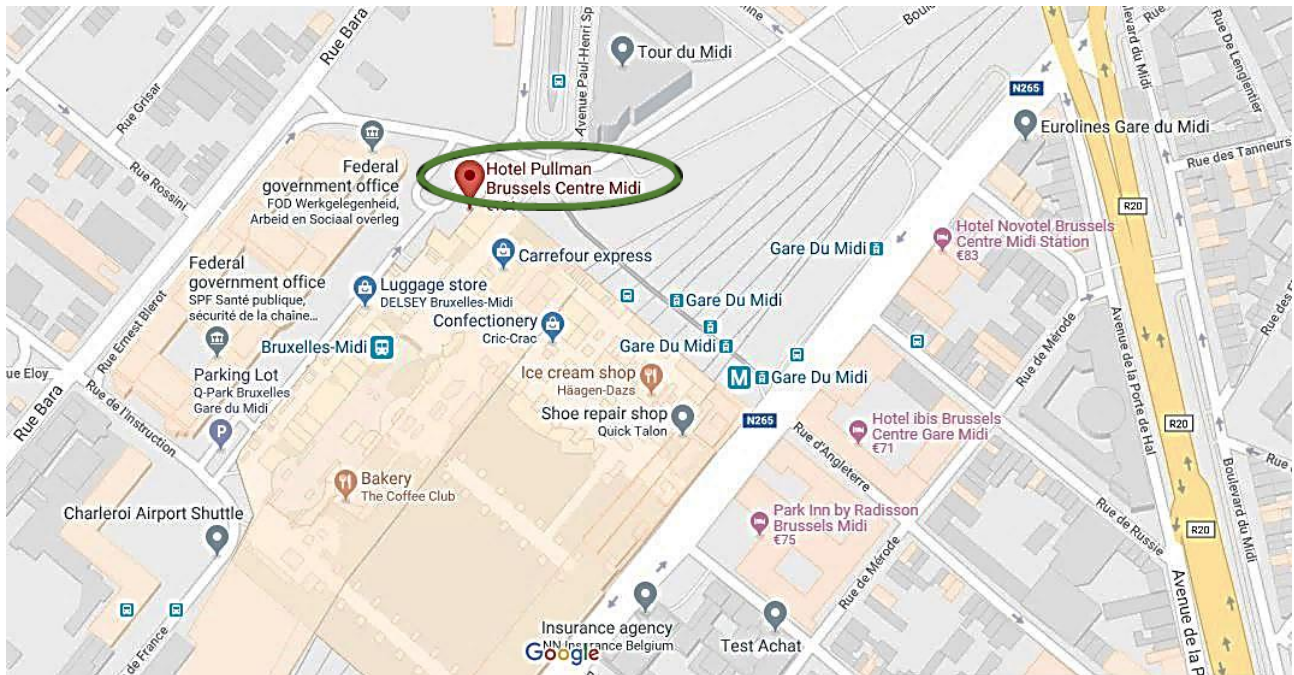 Rue Bara
Rue Grisar
Rue Rossini
Avenue Paul-Henri Sp
Tour du Midi
N265
Eurolines Gare du Midi
Boulevard du Midi
Rue De Lenglentier
Rue des Tanneurs
R20
Federal
government office
FOD Werkgelegenheid,
Arbeid en Sociaal overleg
Hotel Pullman
Brussels Centre Midi
Hotel Novotel Brussels
Centre Midi Station
€83
Gare Du Midi
Carrefour express
Federal
government office
SPF Santé publique,
sécurité de la chaîne...
Luggage store
DELSEY Bruxelles-Midi
Gare Du Midi
Confectionery
Cric-Crac
Rue Ernest Blerot
Bruxelles-Midi
Gare Du Midi
Rue de Mérode
Avenue de la Porte de Hal
ue Eloy
Parking Lot
Q-Park Bruxelles
Gare du Midi
P
Ice cream shop
Häagen-Dazs
M
Gare Du Midi
Rue Bara
Rue de l'Instruction
Shoe repair shop
Quick Talon
N265
Hotel ibis Brussels
Centre Gare Midi
€71
R20
Rue d'Angleterre
Bakery
The Coffee Club
Charleroi Airport Shuttle
Park Inn by Radisson
Brussels Midi
€75
Rue de Russie
R20
Boulevard du Midi
Rue de Mérode
Avenue de la P
Insurance agency
NN Insurance Belgium
Test Achat
de France
Google